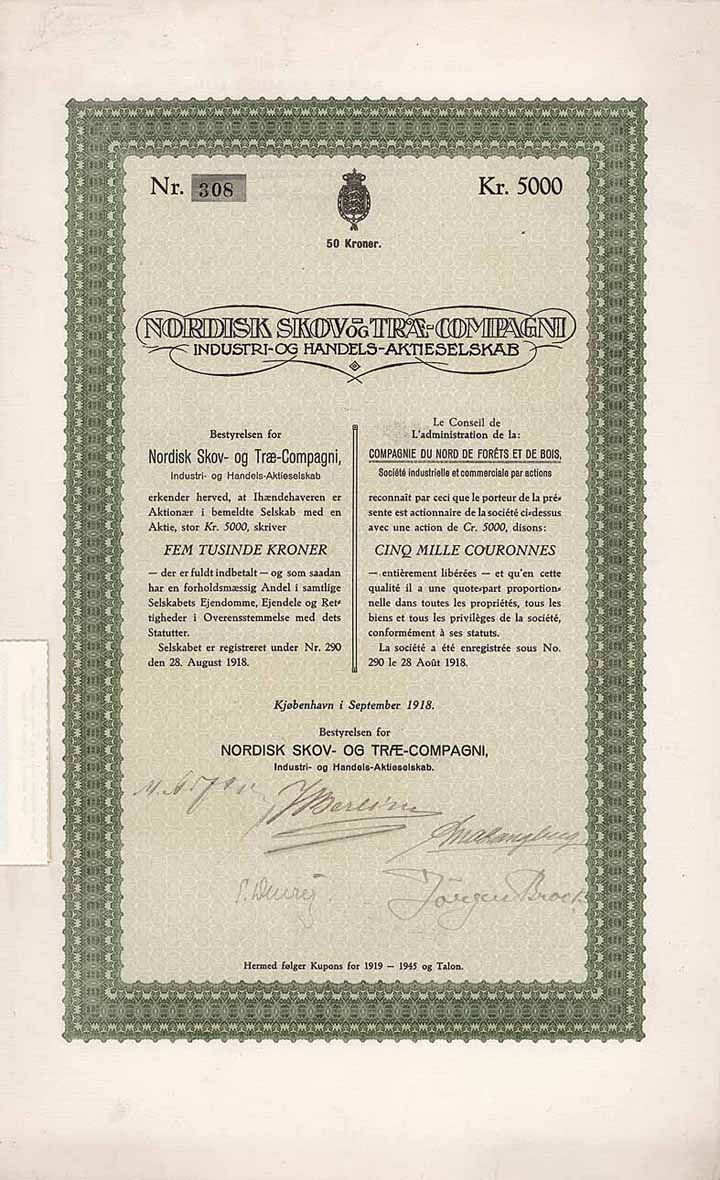 Nr. 308
Kr. 5000
50 Kroner.
NORDISK SKOV- OG TRÆ-COMPAGNI
INDUSTRI- OG HANDELS-AKTIESELSKAB
Bestyrelsen for
Nordisk Skov- og Træ-Compagni,
Industri- og Handels-Aktieselskab
erkender herved, at Ihændehaveren er
Aktionær i bemeldte Selskab med en
Aktie, stor Kr. 5000, skriver
FEM TUSINDE KRONER
— der er fuldt indbetalt — og som saadan
har en forholdsmæssig Andel i samtlige
Selskabets Ejendomme, Ejendele og Ret-
tigheder i Overensstemmelse med dets
Statutter.
Selskabet er registreret under Nr. 290
den 28. August 1918.
Le Conseil de
L'administration de la:
COMPAGNIE DU NORD DE FORÊTS ET DE BOIS,
Société industrielle et commerciale par actions
reconnaît par ceci que le porteur de la pré-
sente est actionnaire de la société ci-dessus
avec une action de Cr. 5000, disons:
CINQ MILLE COURONNES
— entièrement libérées — et qu'en cette
qualité il a une quote-part proportion-
nelle dans toutes les propriétés, tous les
biens et tous les privilèges de la société,
conformément à ses statuts.
La société a été enregistrée sous No.
290 le 28 Août 1918.
Kjøbenhavn i September 1918.
Bestyrelsen for
NORDISK SKOV- OG TRÆ-COMPAGNI,
Industri- og Handels-Aktieselskab.
Jørgen Brock
Hermed følger Kupons for 1919 — 1945 og Talon.